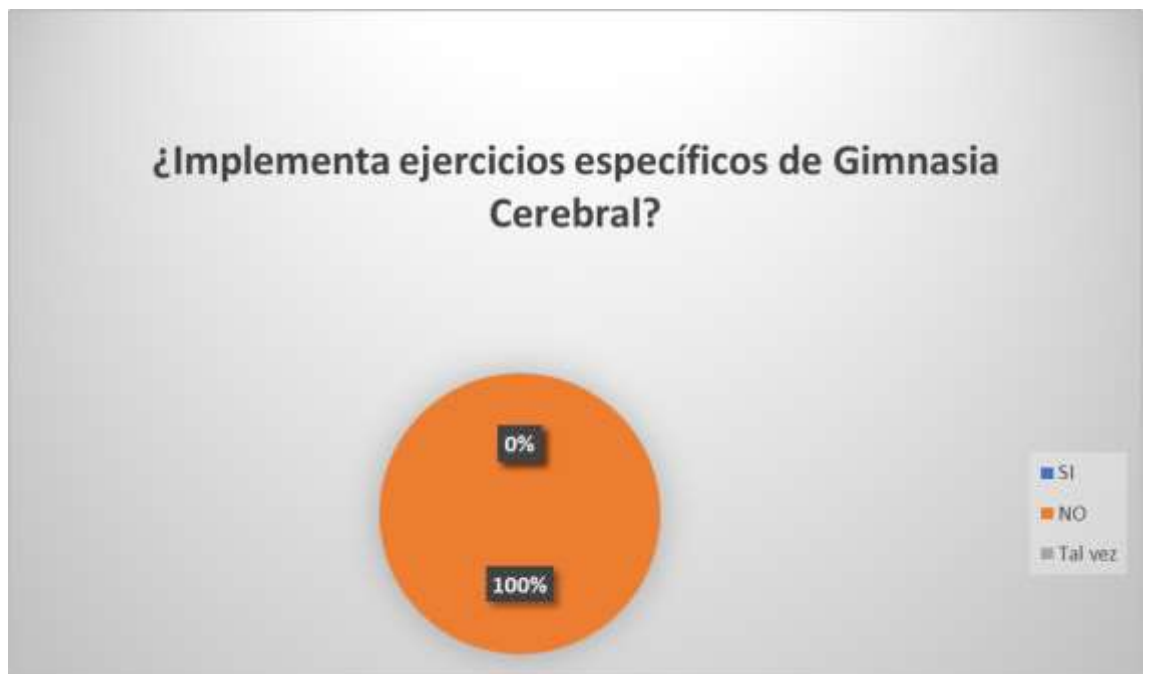 ¿Implementa ejercicios específicos de Gimnasia
Cerebral?
0%
100%
SI
NO
Tal vez